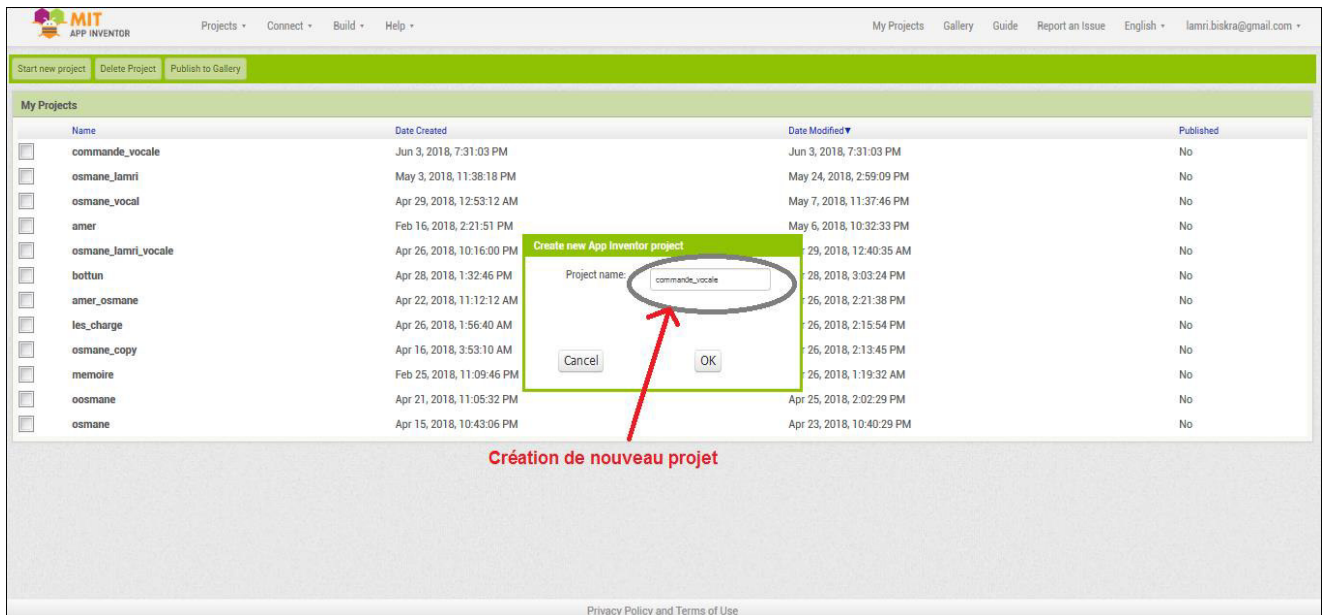 MIT
APP INVENTOR
Projects Connect Build Help My Projects Gallery Guide Report an Issue English lamri.biskra@gmail.com
Start new project Delete Project Publish to Gallery
My Projects
Name Date Created Date Modified▼ Published
commande_vocale Jun 3, 2018, 7:31:03 PM Jun 3, 2018, 7:31:03 PM No
osmane_lamri May 3, 2018, 11:38:18 PM May 24, 2018, 2:59:09 PM No
osmane_vocal Apr 29, 2018, 12:53:12 AM May 7, 2018, 11:37:46 PM No
amer Feb 16, 2018, 2:21:51 PM May 6, 2018, 10:32:33 PM No
osmane_lamri_vocale Apr 26, 2018, 10:16:00 PM 29, 2018, 12:40:35 AM No
bottun Apr 28, 2018, 1:32:46 PM 28, 2018, 3:03:24 PM No
amer_osmane Apr 22, 2018, 11:12:12 AM 26, 2018, 2:21:38 PM No
les_charge Apr 26, 2018, 1:56:40 AM 26, 2018, 2:15:54 PM No
osmane_copy Apr 16, 2018, 3:53:10 AM 26, 2018, 2:13:45 PM No
memoire Feb 25, 2018, 11:09:46 PM 26, 2018, 1:19:32 AM No
oosmane Apr 21, 2018, 11:05:32 PM Apr 25, 2018, 2:02:29 PM No
osmane Apr 15, 2018, 10:43:06 PM Apr 23, 2018, 10:40:29 PM No
Create new App Inventor project
Project name: commande_vocale
Cancel OK
Création de nouveau projet
Privacy Policy and Terms of Use